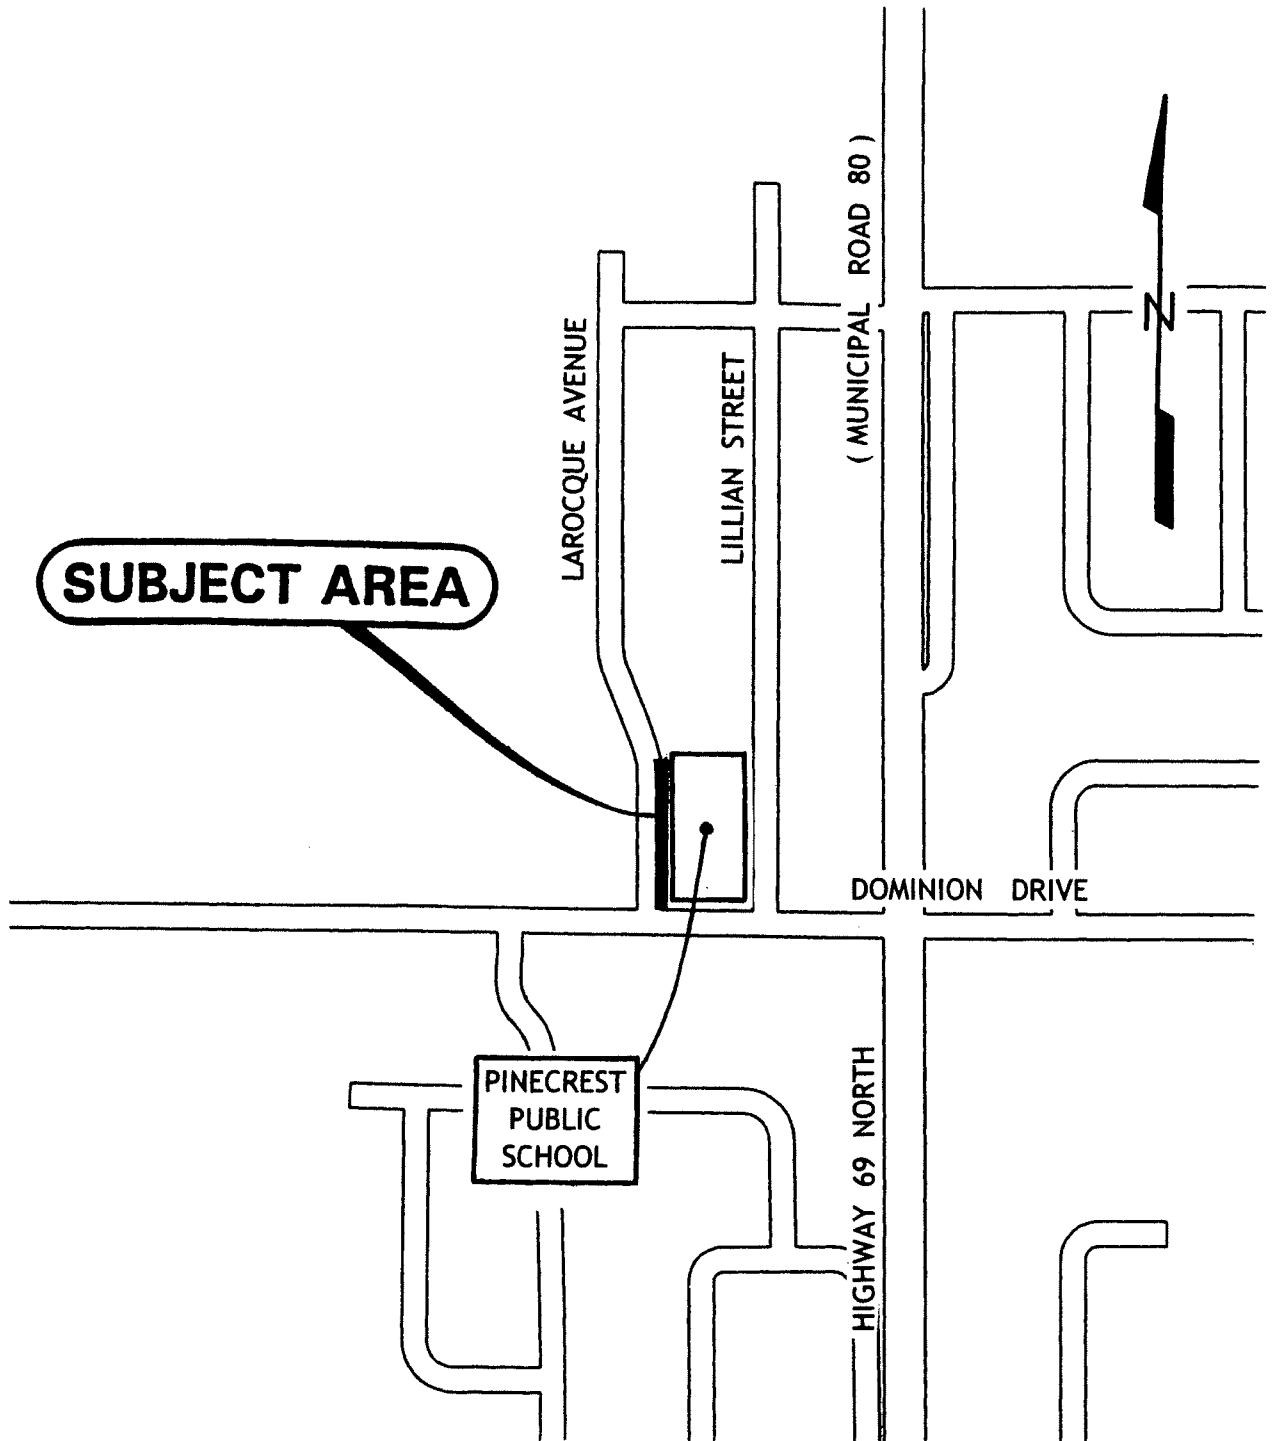 ( MUNICIPAL ROAD 80 )
N
LAROCQUE AVENUE
LILLIAN STREET
SUBJECT AREA
DOMINION DRIVE
PINECREST
PUBLIC
SCHOOL
HIGHWAY 69 NORTH